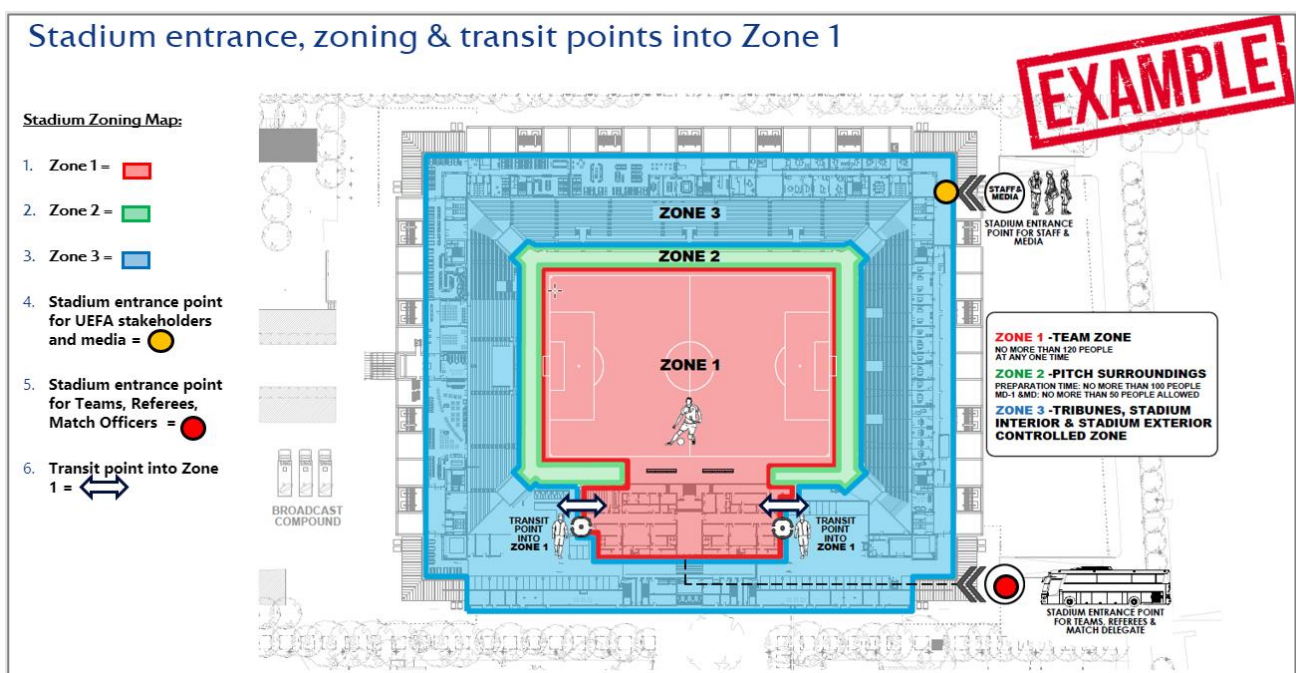 Stadium entrance, zoning & transit points into Zone 1
EXAMPLE
Stadium Zoning Map:
1. Zone 1 =
2. Zone 2 =
3. Zone 3 =
4. Stadium entrance point
for UEFA stakeholders
and media =
5. Stadium entrance point
for Teams, Referees,
Match Officers =
6. Transit point into Zone
1 =
BROADCAST
COMPOUND
ZONE 3
ZONE 2
ZONE 1
TRANSIT
POINT
INTO
ZONE 1
TRANSIT
POINT
INTO
ZONE 1
STAFF &
MEDIA
STADIUM ENTRANCE
POINT FOR STAFF &
MEDIA
ZONE 1 -TEAM ZONE
NO MORE THAN 120 PEOPLE
AT ANY ONE TIME
ZONE 2 -PITCH SURROUNDINGS
PREPARATION TIME: NO MORE THAN 100 PEOPLE
MD-1 &MD: NO MORE THAN 50 PEOPLE ALLOWED
ZONE 3 -TRIBUNES, STADIUM
INTERIOR & STADIUM EXTERIOR
CONTROLLED ZONE
STADIUM ENTRANCE POINT
FOR TEAMS, REFEREES &
MATCH DELEGATE